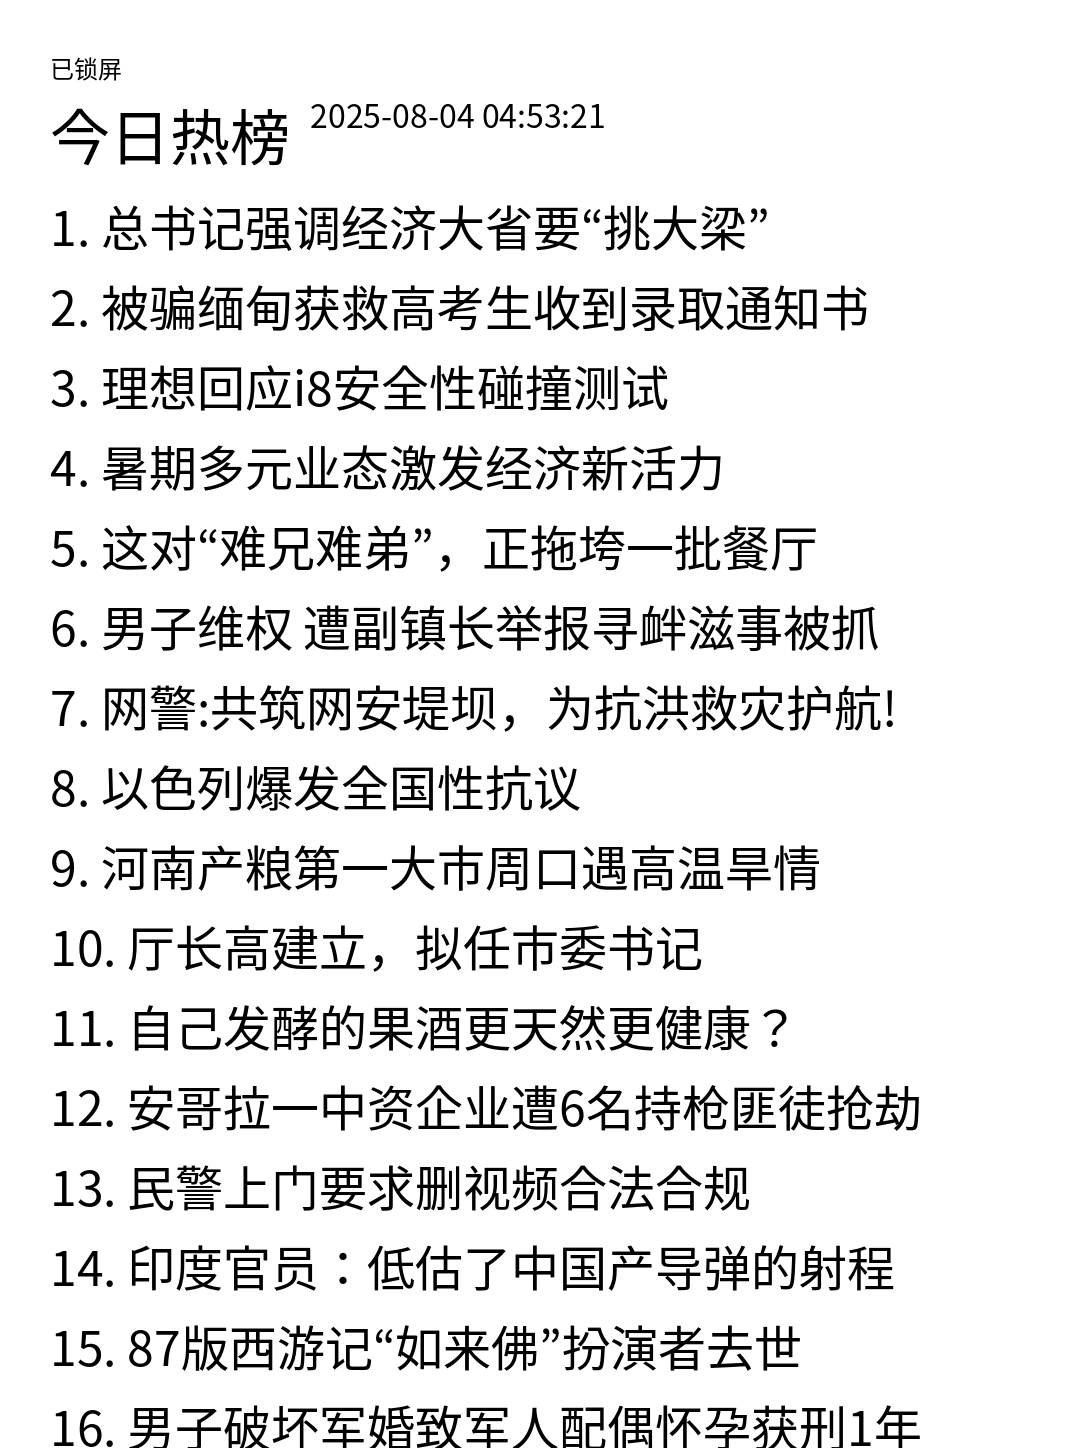 已锁屏
今日热榜 2025-08-04 04:53:21
1. 总书记强调经济大省要“挑大梁”
2. 被骗缅甸获救高考生收到录取通知书
3. 理想回应i8安全性碰撞测试
4. 暑期多元业态激发经济新活力
5. 这对“难兄难弟”，正拖垮一批餐厅
6. 男子维权 遭副镇长举报寻衅滋事被抓
7. 网警:共筑网安堤坝，为抗洪救灾护航!
8. 以色列爆发全国性抗议
9. 河南产粮第一大市周口遇高温旱情
10. 厅长高建立，拟任市委书记
11. 自己发酵的果酒更天然更健康？
12. 安哥拉一中资企业遭6名持枪匪徒抢劫
13. 民警上门要求删视频合法合规
14. 印度官员：低估了中国产导弹的射程
15. 87版西游记“如来佛”扮演者去世
16. 男子破坏军婚致军人配偶怀孕获刑1年